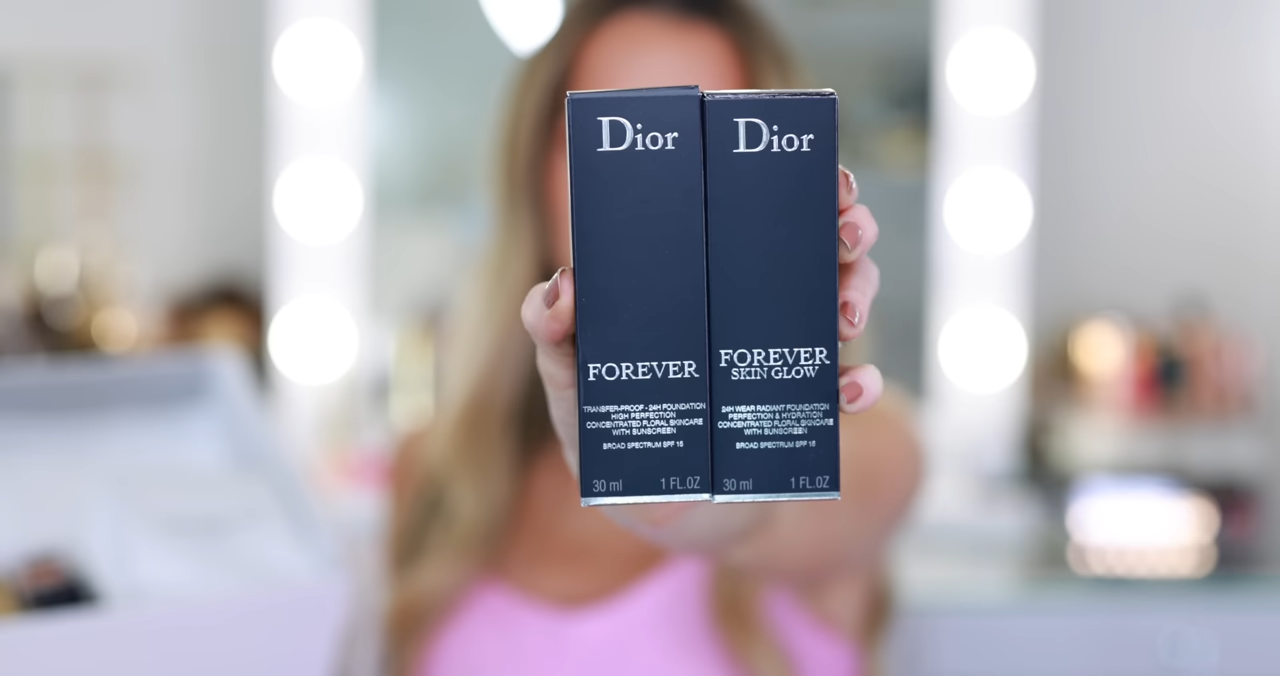 Dior
FOREVER
TRANSFER-PROOF - 24H FOUNDATION
HIGH PERFECTION
CONCENTRATED FLORAL SKINCARE
WITH SUNSCREEN
BROAD SPECTRUM SPF 15
30 ml 1 FL.OZ
Dior
FOREVER
SKIN GLOW
24H WEAR RADIANT FOUNDATION
PERFECTION & HYDRATION
CONCENTRATED FLORAL SKINCARE
WITH SUNSCREEN
BROAD SPECTRUM SPF 15
30 ml 1 FL.OZ